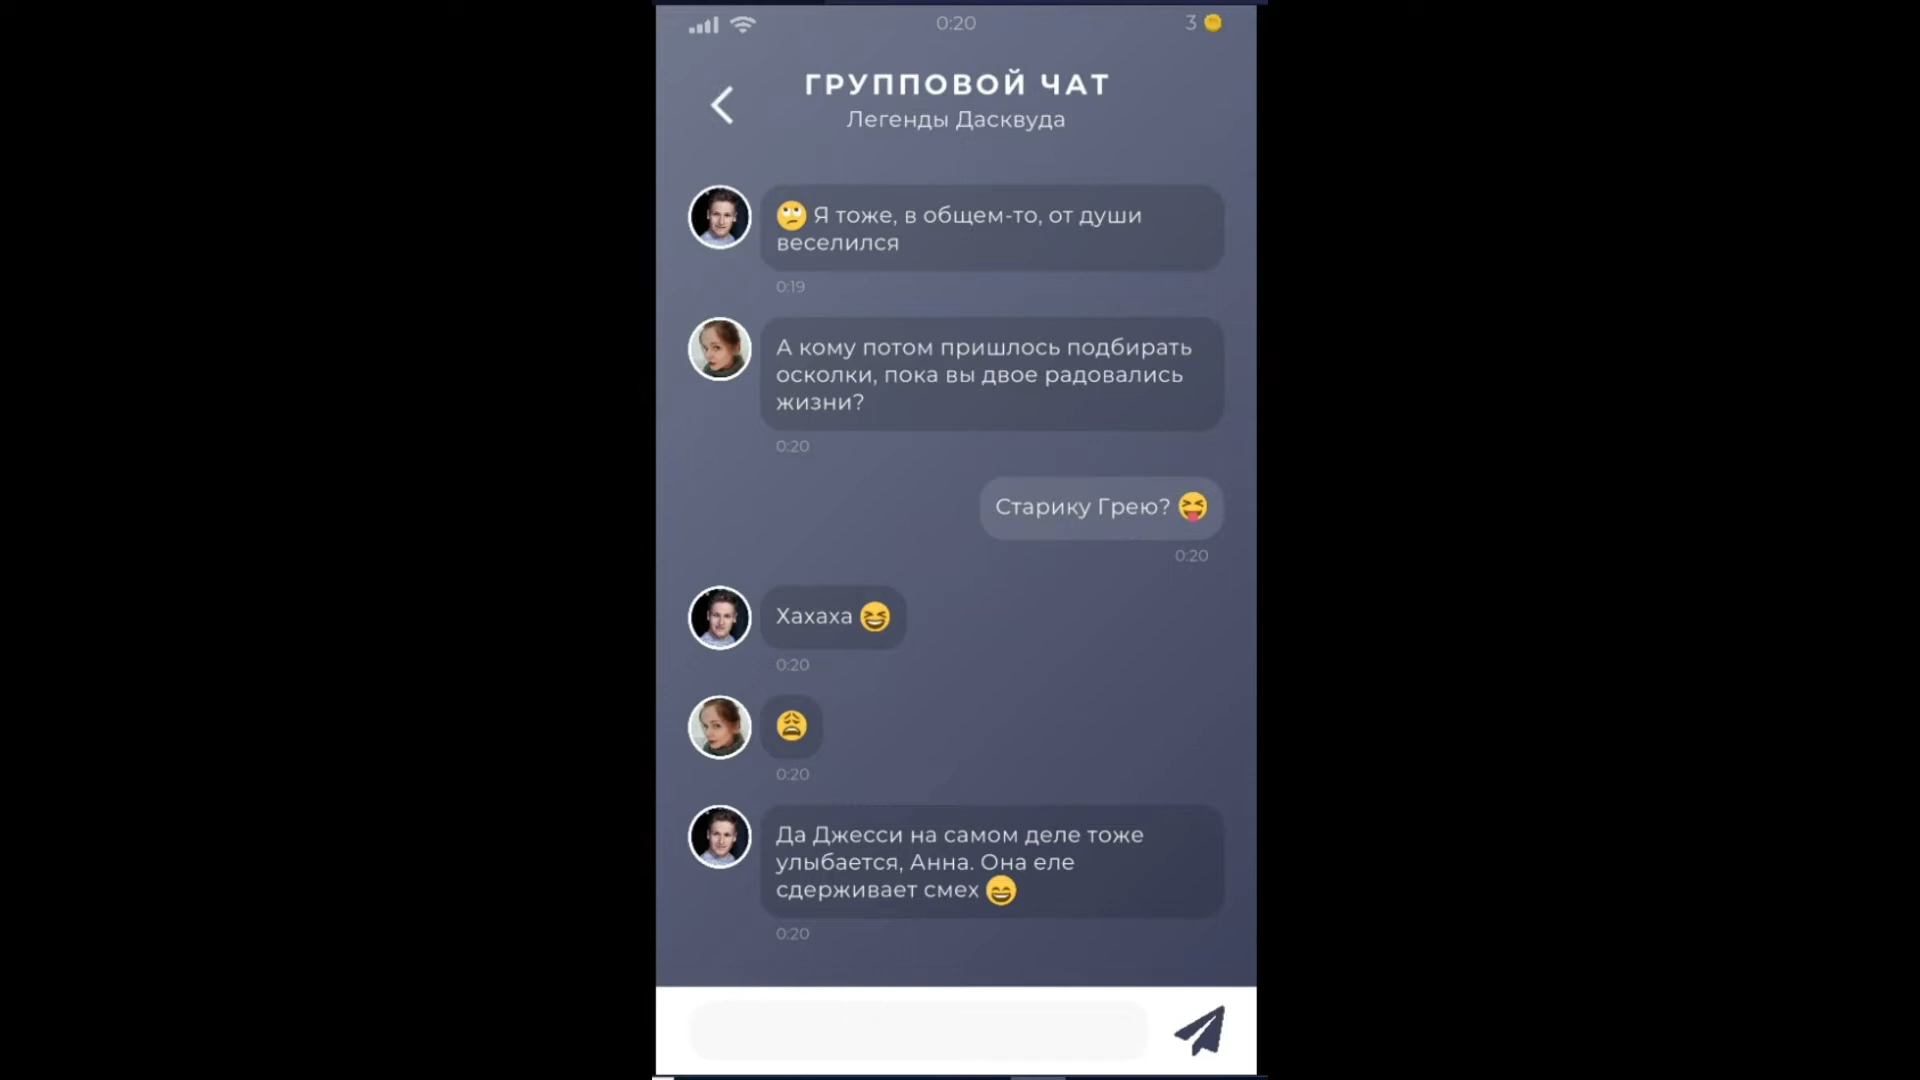 0:20
3
ГРУППОВОЙ ЧАТ
Легенды Дасквуда
🙄 Я тоже, в общем-то, от души
веселился
0:19
А кому потом пришлось подбирать
осколки, пока вы двое радовались
жизни?
0:20
Старику Грею? 😝
0:20
Хахаха 😆
0:20
😩
0:20
Да Джесси на самом деле тоже
улыбается, Анна. Она еле
сдерживает смех 😄
0:20